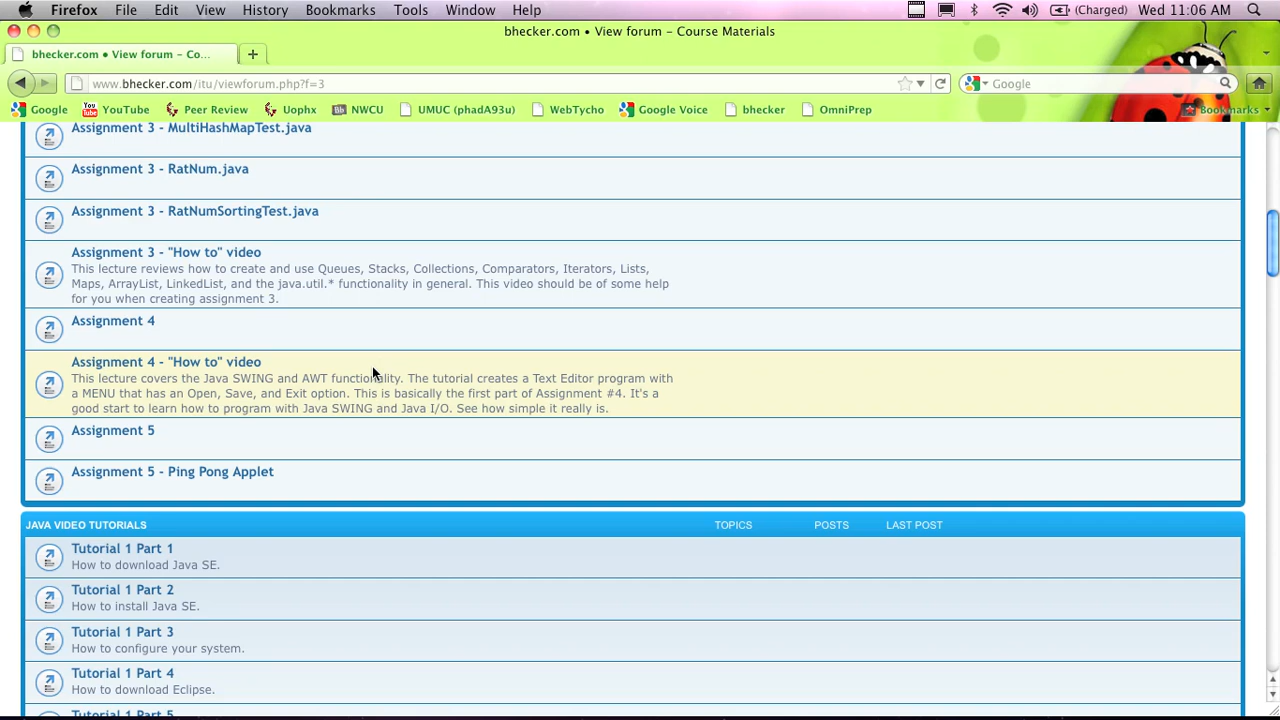 Firefox File Edit View History Bookmarks Tools Window Help (Charged) Wed 11:06 AM
bhecker.com • View forum – Course Materials
bhecker.com • View forum – Co... +
www.bhecker.com/itu/viewforum.php?f=3 Google
Google YouTube Peer Review Uophx NWCU UMUC (phadA93u) WebTycho Google Voice bhecker OmniPrep Bookmarks
Assignment 3 - MultiHashMapTest.java
Assignment 3 - RatNum.java
Assignment 3 - RatNumSortingTest.java
Assignment 3 - "How to" video
This lecture reviews how to create and use Queues, Stacks, Collections, Comparators, Iterators, Lists,
Maps, ArrayList, LinkedList, and the java.util.* functionality in general. This video should be of some help
for you when creating assignment 3.
Assignment 4
Assignment 4 - "How to" video
This lecture covers the Java SWING and AWT functionality. The tutorial creates a Text Editor program with
a MENU that has an Open, Save, and Exit option. This is basically the first part of Assignment #4. It's a
good start to learn how to program with Java SWING and Java I/O. See how simple it really is.
Assignment 5
Assignment 5 - Ping Pong Applet
JAVA VIDEO TUTORIALS TOPICS POSTS LAST POST
Tutorial 1 Part 1
How to download Java SE.
Tutorial 1 Part 2
How to install Java SE.
Tutorial 1 Part 3
How to configure your system.
Tutorial 1 Part 4
How to download Eclipse.
Tutorial 1 Part 5